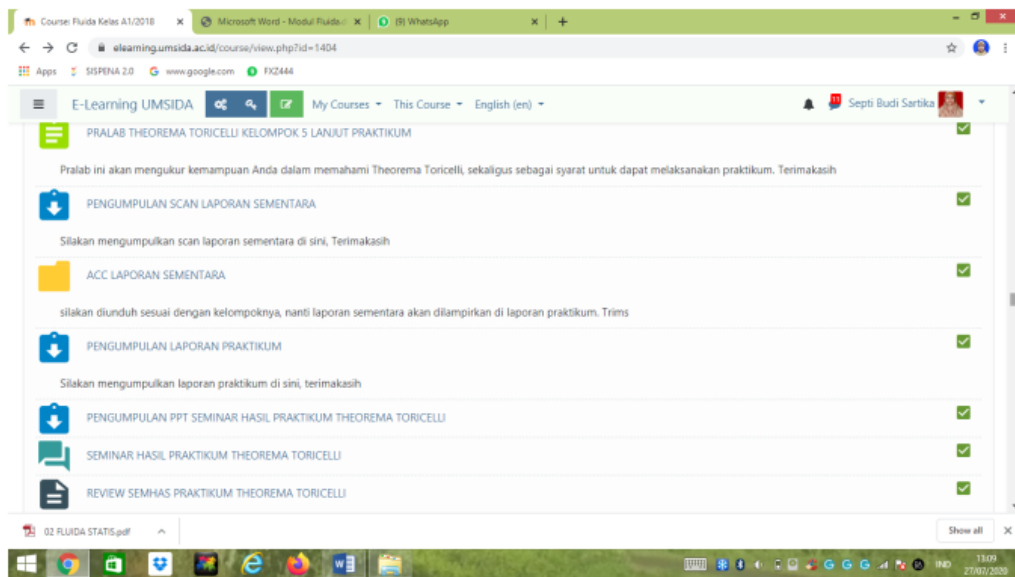 Course: Fluida Kelas A1/2018
Microsoft Word - Modul Fluida
(9) WhatsApp
elearning.umsida.ac.id/course/view.php?id=1404
Apps SISPENA 2.0 www.google.com FXZ444
E-Learning UMSIDA My Courses This Course English (en) 11 Septi Budi Sartika
PRALAB THEOREMA TORICELLI KELOMPOK 5 LANJUT PRAKTIKUM
Pralab ini akan mengukur kemampuan Anda dalam memahami Theorema Toricelli, sekaligus sebagai syarat untuk dapat melaksanakan praktikum. Terimakasih
PENGUMPULAN SCAN LAPORAN SEMENTARA
Silakan mengumpulkan scan laporan sementara di sini, Terimakasih
ACC LAPORAN SEMENTARA
silakan diunduh sesuai dengan kelompoknya, nanti laporan sementara akan dilampirkan di laporan praktikum. Trims
PENGUMPULAN LAPORAN PRAKTIKUM
Silakan mengumpulkan laporan praktikum di sini, terimakasih
PENGUMPULAN PPT SEMINAR HASIL PRAKTIKUM THEOREMA TORICELLI
SEMINAR HASIL PRAKTIKUM THEOREMA TORICELLI
REVIEW SEMHAS PRAKTIKUM THEOREMA TORICELLI
02 FLUIDA STATIS.pdf Show all
IND 13:09
27/07/2020